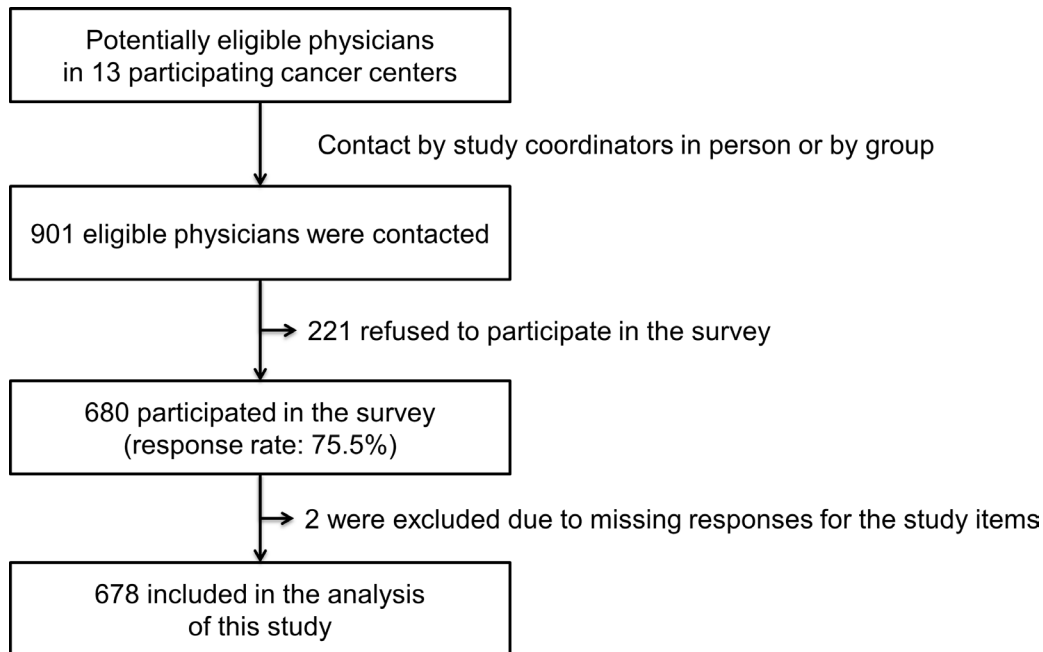 Potentially eligible physicians
in 13 participating cancer centers
Contact by study coordinators in person or by group
901 eligible physicians were contacted
221 refused to participate in the survey
680 participated in the survey
(response rate: 75.5%)
2 were excluded due to missing responses for the study items
678 included in the analysis
of this study